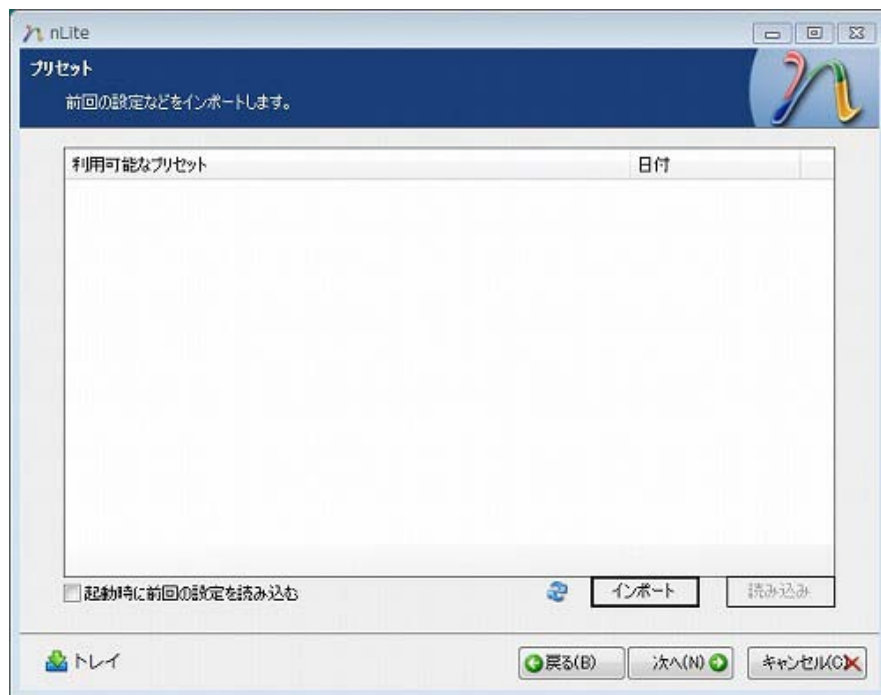 nLite
プリセット
前回の設定などをインポートします。
利用可能なプリセット 日付
起動時に前回の設定を読み込む インポート 読み込み
トレイ 戻る(B) 次へ(N) キャンセル(C)